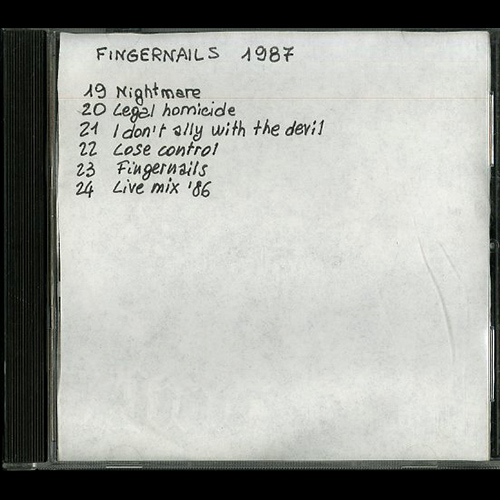 FINGERNAILS 1987
19 Nightmare
20 Legal homicide
21 I don't ally with the devil
22 Lose control
23 Fingernails
24 Live mix '86